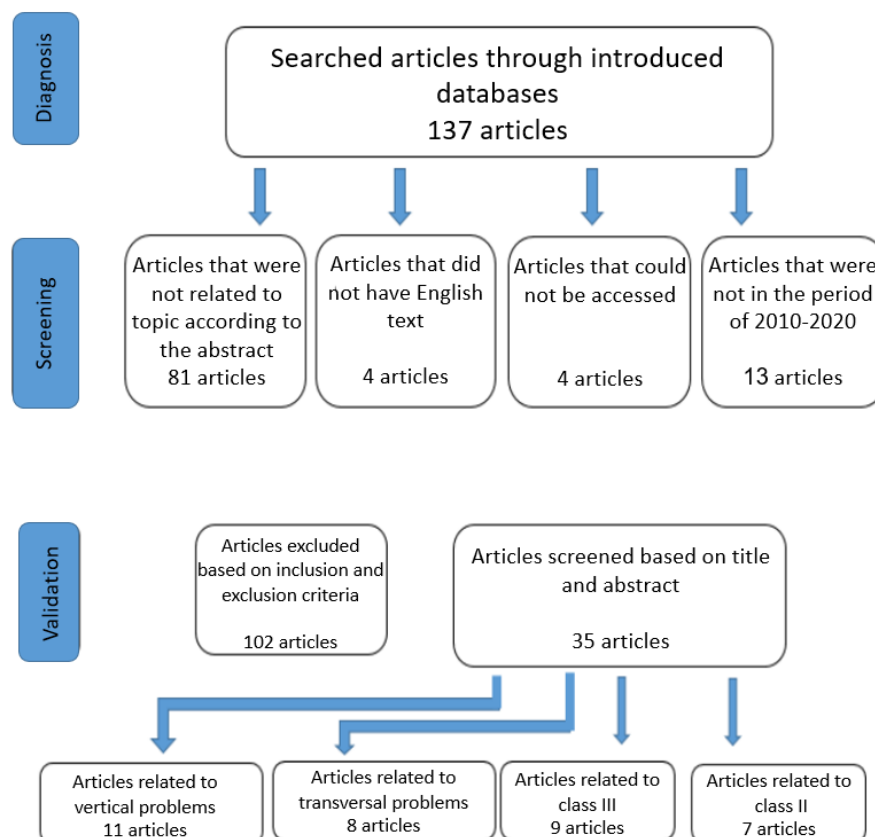 Diagnosis
Searched articles through introduced
databases
137 articles
Screening
Articles that were
not related to
topic according to
the abstract
81 articles
Articles that did
not have English
text
4 articles
Articles that could
not be accessed
4 articles
Articles that were
not in the period
of 2010-2020
13 articles
Validation
Articles excluded
based on inclusion and
exclusion criteria
102 articles
Articles screened based on title
and abstract
35 articles
Articles related to
vertical problems
11 articles
Articles related to
transversal problems
8 articles
Articles related to
class III
9 articles
Articles related to
class II
7 articles